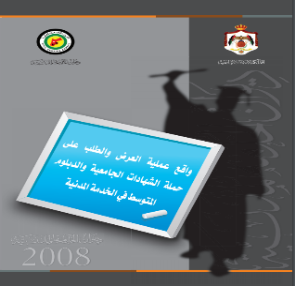 واقع عملية العرض والطلب على
حملة الشهادات الجامعية والدبلوم
المتوسط في الخدمة المدنية
2008